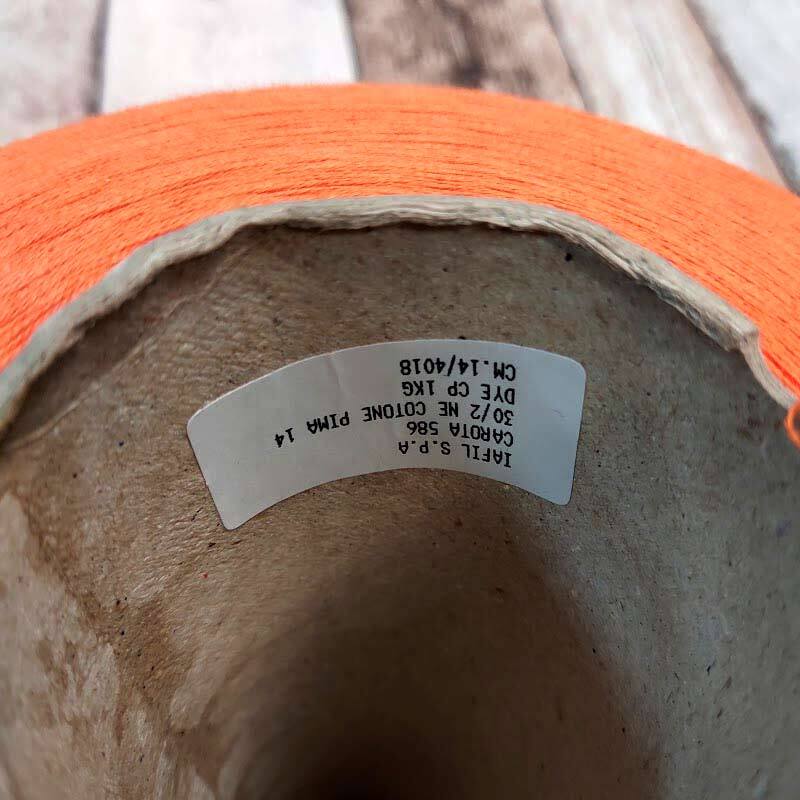 IAFIL S.P.A
CAROTA 586
30/2 NE COTONE PIMA 14
DYE CP 1KG
CM.14/4018